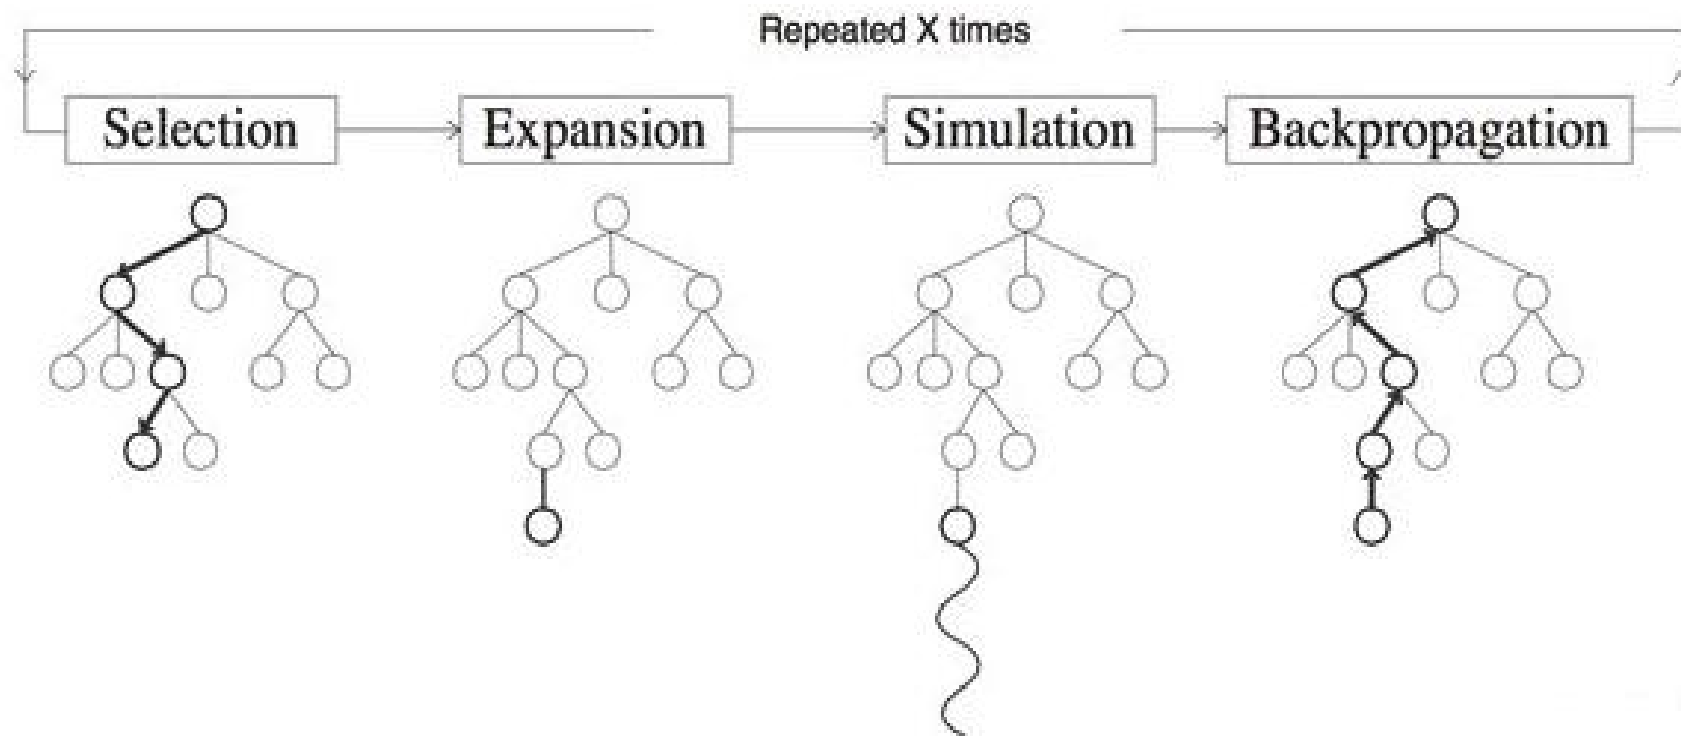 Repeated X times
Selection
Expansion
Simulation
Backpropagation